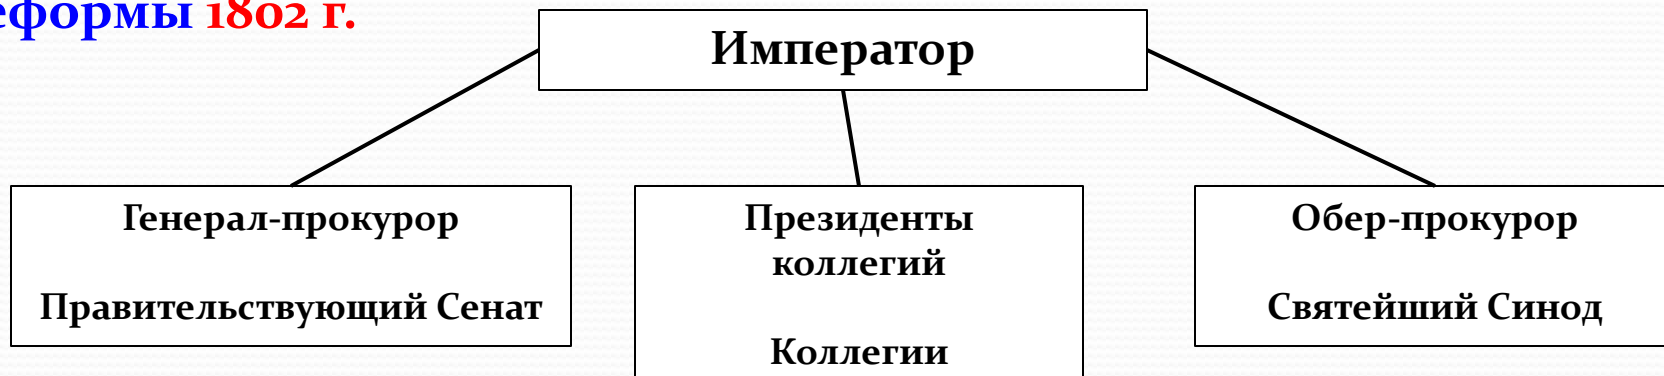 еформы 1802 г.
Император
Генерал-прокурор
Правительствующий Сенат
Президенты
коллегий
Коллегии
Обер-прокурор
Святейший Синод